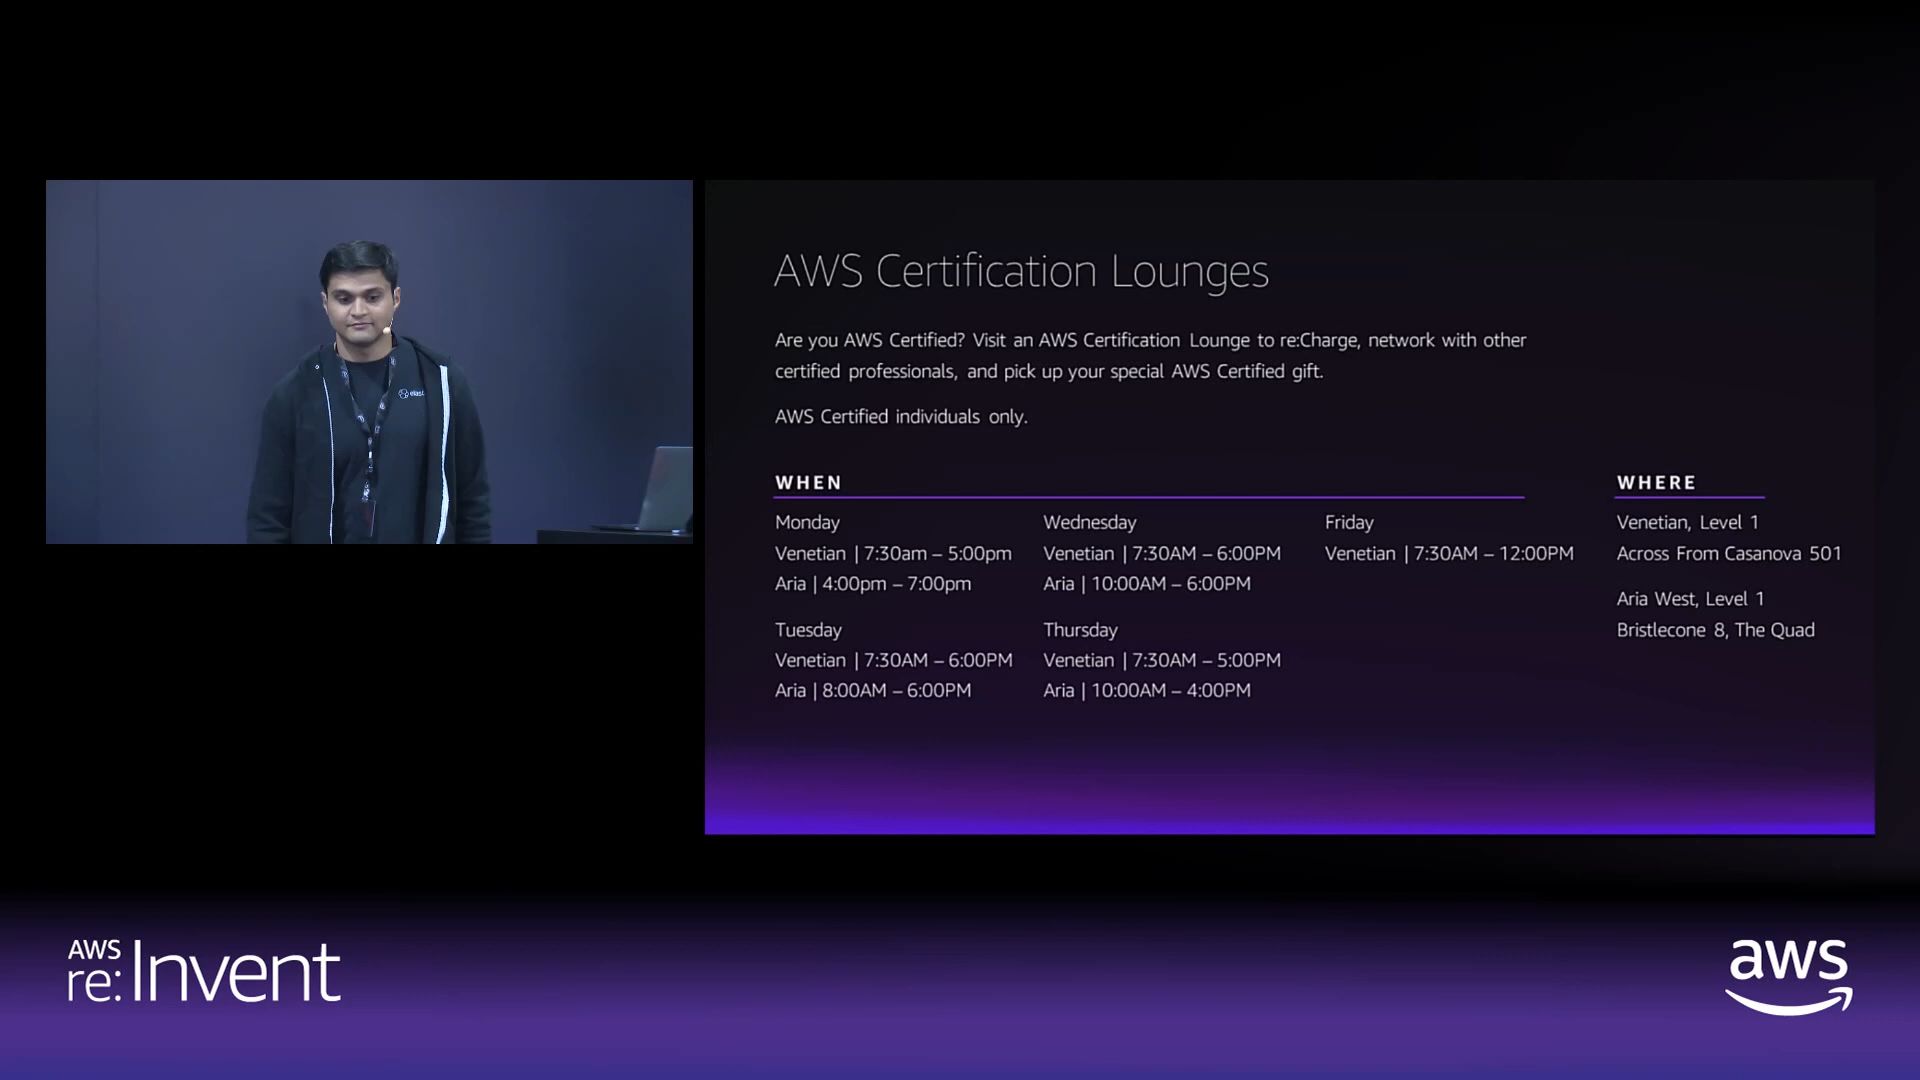 AWS Certification Lounges
Are you AWS Certified? Visit an AWS Certification Lounge to re:Charge, network with other
certified professionals, and pick up your special AWS Certified gift.
AWS Certified individuals only.
WHEN
Monday
Venetian | 7:30am – 5:00pm
Aria | 4:00pm – 7:00pm
Tuesday
Venetian | 7:30AM – 6:00PM
Aria | 8:00AM – 6:00PM
Wednesday
Venetian | 7:30AM – 6:00PM
Aria | 10:00AM – 6:00PM
Thursday
Venetian | 7:30AM – 5:00PM
Aria | 10:00AM – 4:00PM
Friday
Venetian | 7:30AM – 12:00PM
WHERE
Venetian, Level 1
Across From Casanova 501
Aria West, Level 1
Bristlecone 8, The Quad
AWS
re:Invent
aws